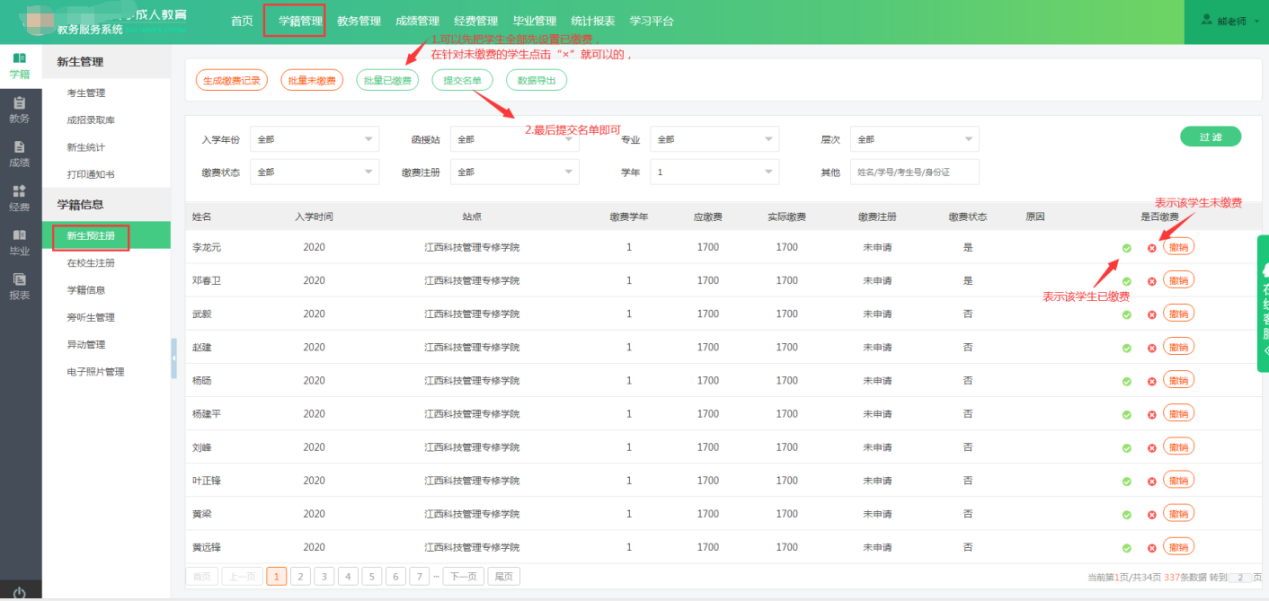 成人教育
教务服务系统
首页 学籍管理 教务管理 成绩管理 经费管理 毕业管理 统计报表 学习平台
熊老师
1.可以先把学生全部先设置已缴费，
在针对未缴费的学生点击“×”就可以的，
学籍
教务
成绩
经费
毕业
报表
新生管理
考生管理
成招录取库
新生统计
打印通知书
学籍信息
新生预注册
在校生注册
学籍信息
旁听生管理
异动管理
电子照片管理
生成缴费记录 批量未缴费 批量已缴费 提交名单 数据导出
2.最后提交名单即可
入学年份 全部 函授站 全部 专业 全部 层次 全部 过滤
缴费状态 全部 缴费注册 全部 学年 1 其他 姓名/学号/考生号/身份证
表示该学生未缴费
姓名 入学时间 站点 缴费学年 应缴费 实际缴费 缴费注册 缴费状态 原因 是否缴费
李龙元 2020 江西科技管理专修学院 1 1700 1700 未申请 是 撤销
邓春卫 2020 江西科技管理专修学院 1 1700 1700 未申请 是 撤销
表示该学生已缴费
武毅 2020 江西科技管理专修学院 1 1700 1700 未申请 否 撤销
赵建 2020 江西科技管理专修学院 1 1700 1700 未申请 否 撤销
杨旸 2020 江西科技管理专修学院 1 1700 1700 未申请 否 撤销
杨建平 2020 江西科技管理专修学院 1 1700 1700 未申请 否 撤销
刘峰 2020 江西科技管理专修学院 1 1700 1700 未申请 否 撤销
叶正锋 2020 江西科技管理专修学院 1 1700 1700 未申请 否 撤销
黄梁 2020 江西科技管理专修学院 1 1700 1700 未申请 否 撤销
黄远锋 2020 江西科技管理专修学院 1 1700 1700 未申请 否 撤销
在线客服
首页 上一页 1 2 3 4 5 6 7 ··· 下一页 尾页
当前第1页/共34页 337条数据 转到 2 页